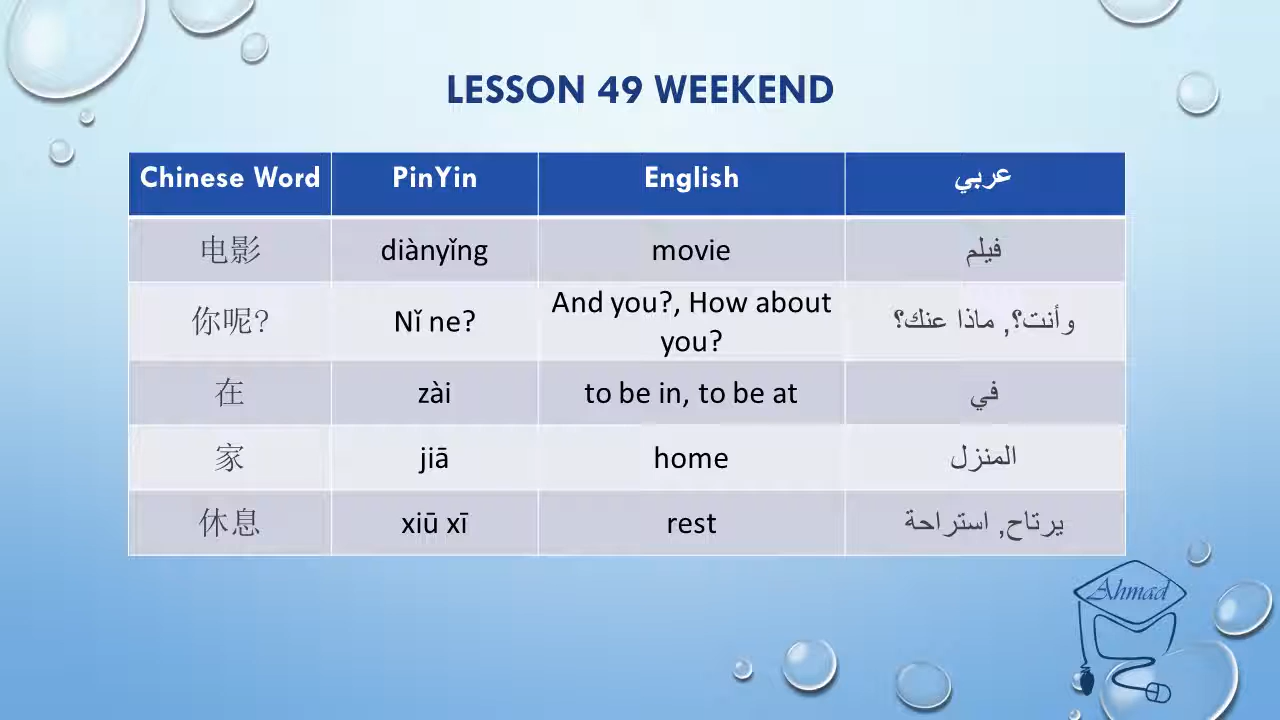 LESSON 49 WEEKEND
Chinese Word PinYin English عربي
电影 diànyǐng movie فيلم
你呢? Nǐ ne? And you?, How about
you? وأنت؟, ماذا عنك؟
在 zài to be in, to be at في
家 jiā home المنزل
休息 xiū xī rest يرتاح, استراحة
Ahmad